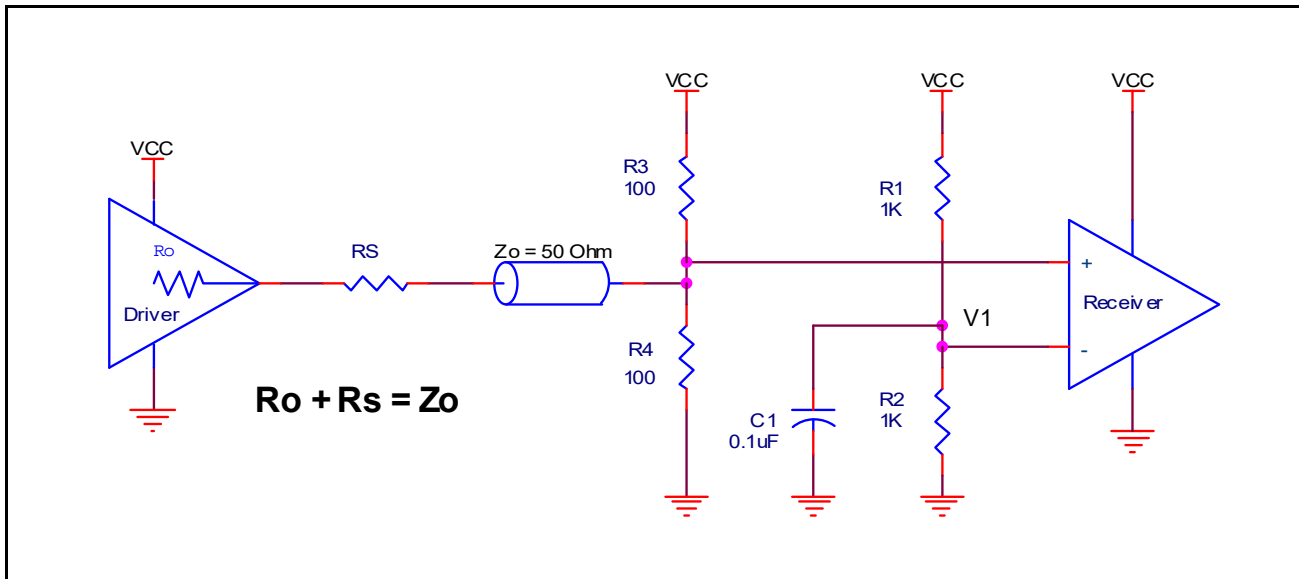 VCC
VCC
VCC
VCC
R3
100
R1
1K
Ro
RS
Zo = 50 Ohm
+
Driver
Receiver
V1
-
R4
100
R2
1K
Ro + Rs = Zo
C1
0.1uF